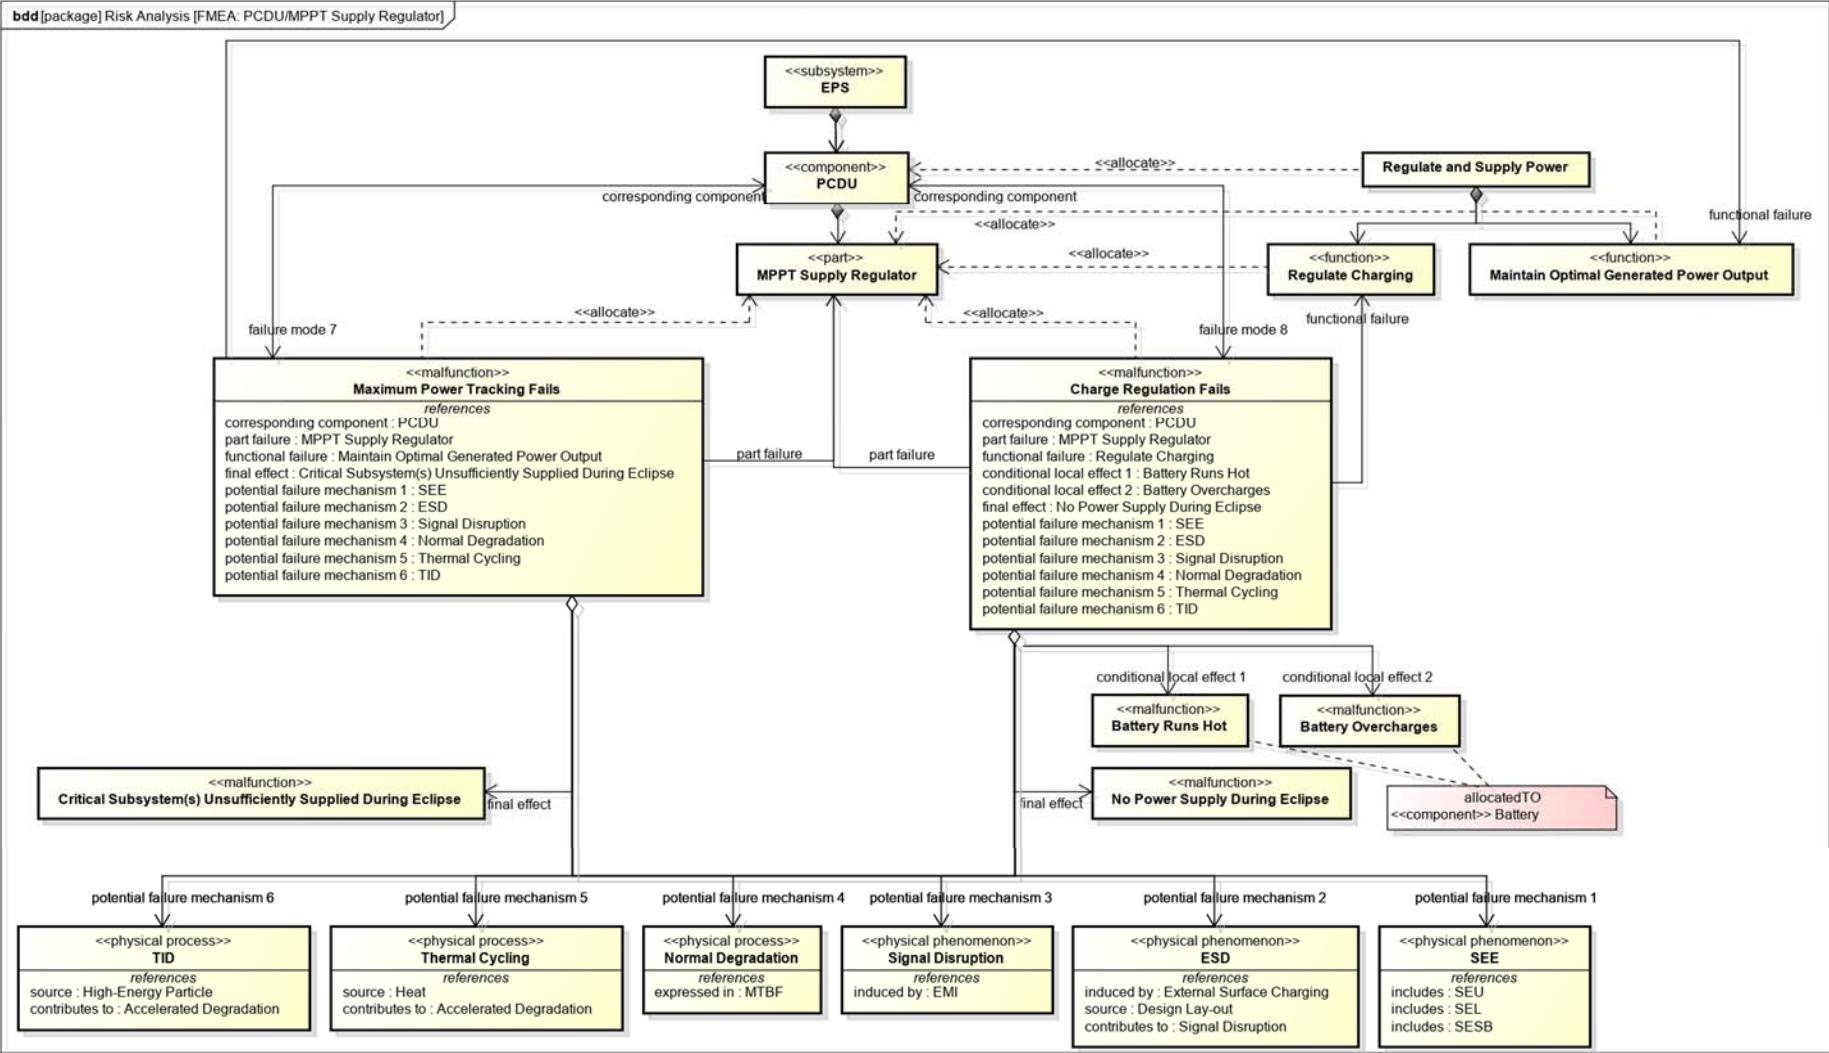 bdd [package] Risk Analysis [FMEA: PCDU/MPPT Supply Regulator]
<<subsystem>>
EPS
<<component>>
PCDU
<<allocate>>
Regulate and Supply Power
corresponding component
corresponding component
functional failure
<<allocate>>
<<part>>
MPPT Supply Regulator
<<allocate>>
<<function>>
Regulate Charging
<<function>>
Maintain Optimal Generated Power Output
<<allocate>>
<<allocate>>
functional failure
failure mode 7
failure mode 8
<<malfunction>>
Maximum Power Tracking Fails
references
corresponding component : PCDU
part failure : MPPT Supply Regulator
functional failure : Maintain Optimal Generated Power Output
final effect : Critical Subsystem(s) Unsufficiently Supplied During Eclipse
potential failure mechanism 1 : SEE
potential failure mechanism 2 : ESD
potential failure mechanism 3 : Signal Disruption
potential failure mechanism 4 : Normal Degradation
potential failure mechanism 5 : Thermal Cycling
potential failure mechanism 6 : TID
part failure
part failure
<<malfunction>>
Charge Regulation Fails
references
corresponding component : PCDU
part failure : MPPT Supply Regulator
functional failure : Regulate Charging
conditional local effect 1 : Battery Runs Hot
conditional local effect 2 : Battery Overcharges
final effect : No Power Supply During Eclipse
potential failure mechanism 1 : SEE
potential failure mechanism 2 : ESD
potential failure mechanism 3 : Signal Disruption
potential failure mechanism 4 : Normal Degradation
potential failure mechanism 5 : Thermal Cycling
potential failure mechanism 6 : TID
conditional local effect 1
conditional local effect 2
<<malfunction>>
Battery Runs Hot
<<malfunction>>
Battery Overcharges
<<malfunction>>
Critical Subsystem(s) Unsufficiently Supplied During Eclipse
final effect
final effect
<<malfunction>>
No Power Supply During Eclipse
allocatedTO
<<component>> Battery
potential failure mechanism 6
potential failure mechanism 5
potential failure mechanism 4
potential failure mechanism 3
potential failure mechanism 2
potential failure mechanism 1
<<physical process>>
TID
references
source : High-Energy Particle
contributes to : Accelerated Degradation
<<physical process>>
Thermal Cycling
references
source : Heat
contributes to : Accelerated Degradation
<<physical process>>
Normal Degradation
references
expressed in : MTBF
<<physical phenomenon>>
Signal Disruption
references
induced by : EMI
<<physical phenomenon>>
ESD
references
induced by : External Surface Charging
source : Design Lay-out
contributes to : Signal Disruption
<<physical phenomenon>>
SEE
references
includes : SEU
includes : SEL
includes : SESB